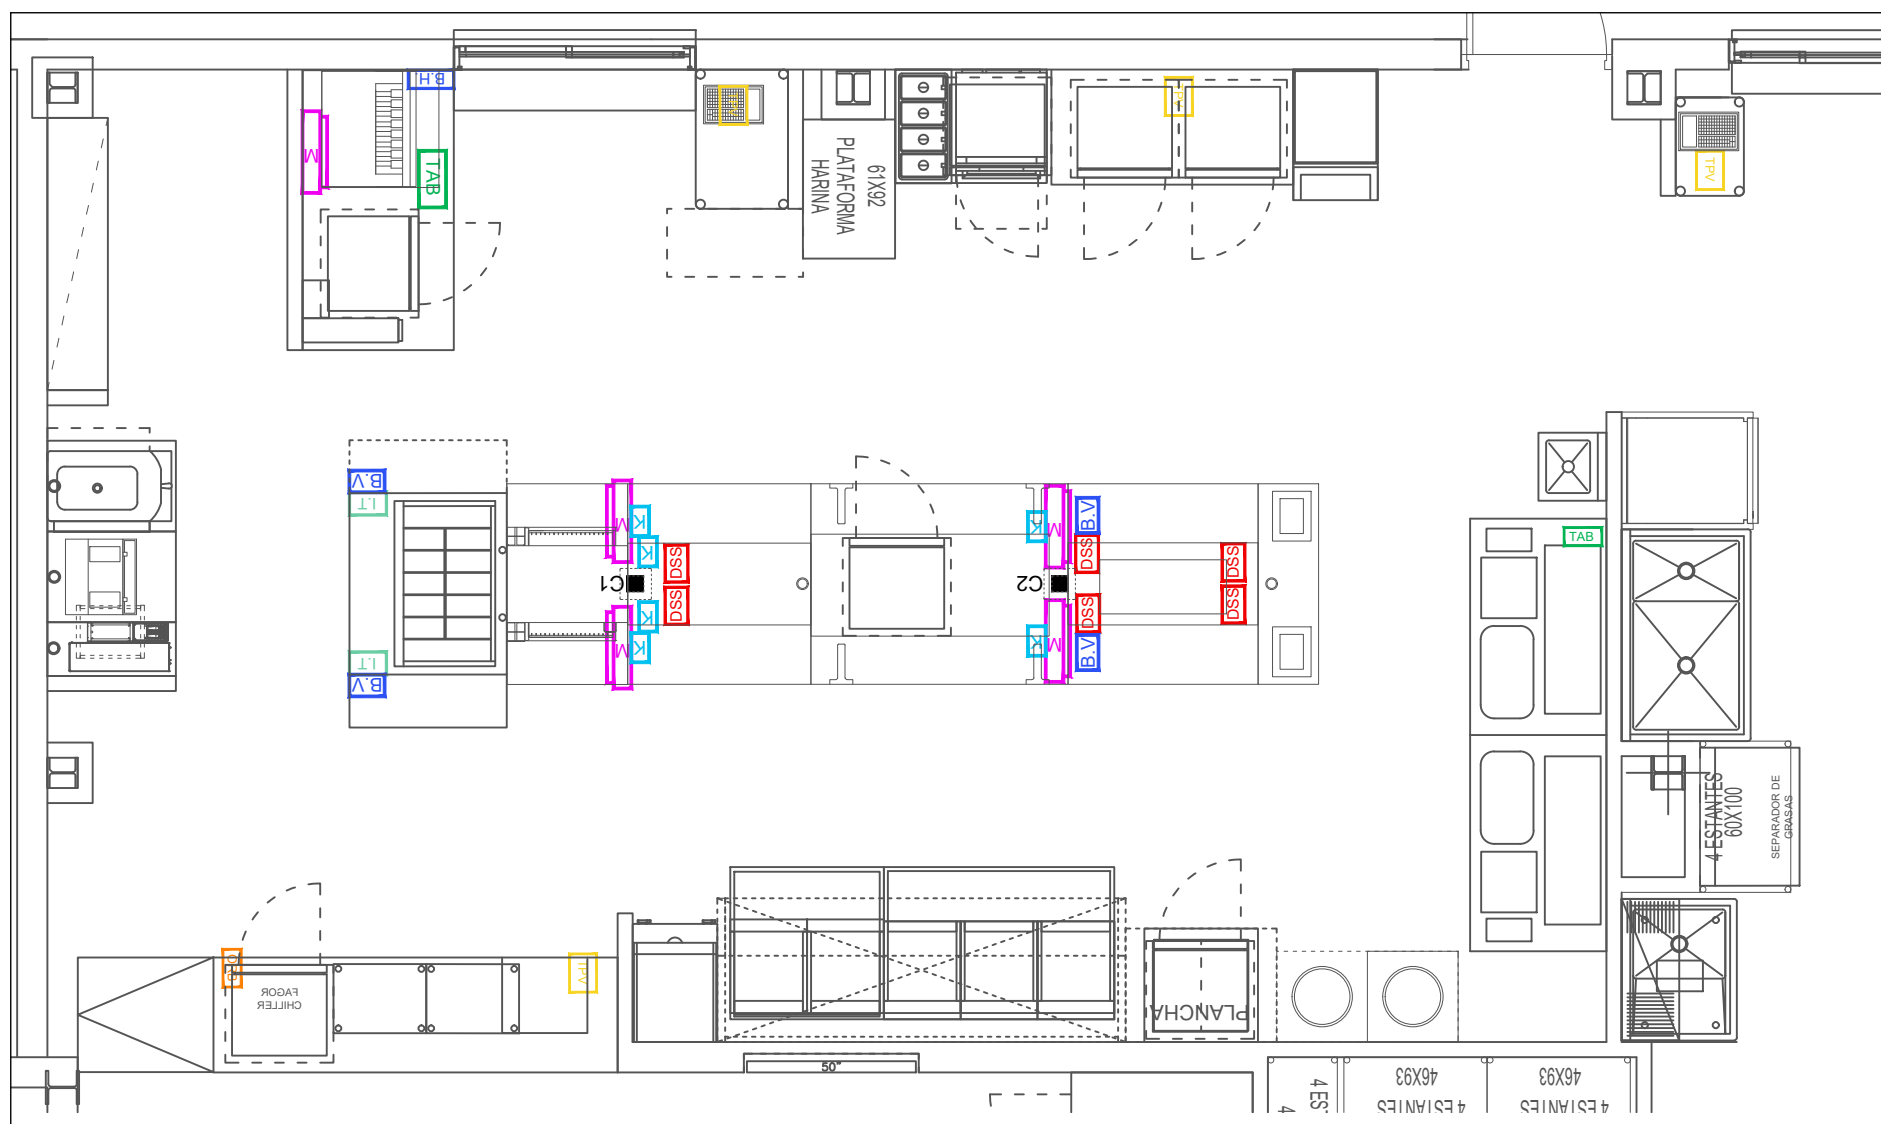 B.H.
M
TAB
TPV
61X92
PLATAFORMA
HARINA
TPV
B.V
I.T
M
K
K
DSS
C1
DSS
K
K
M
I.T
B.V
K
M
B.V
DSS
DSS
C2
DSS
DSS
K
M
B.V
TAB
4 ESTANTES
60X100
SEPARADOR DE
GRASAS
FAGOR
CHILLER
TPV
PLANCHA
50"
46X93
4 ESTANTES
46X93
4 ESTANTES